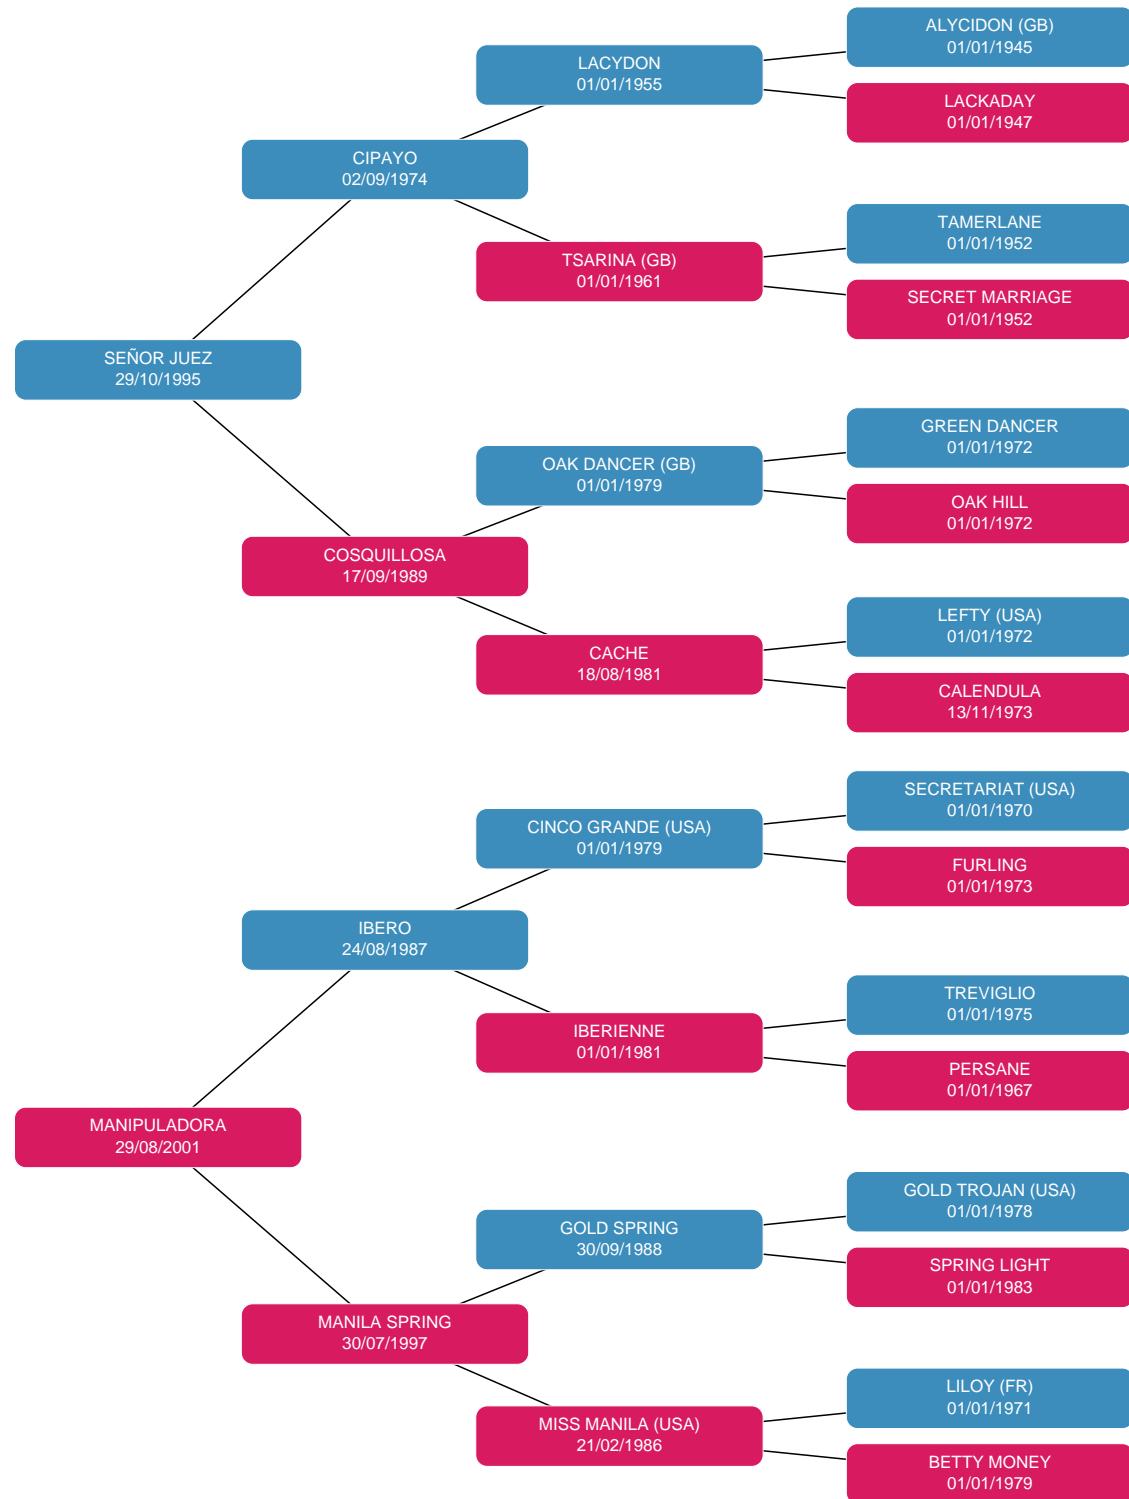 ALYCIDON (GB)
01/01/1945
LACYDON
01/01/1955
LACKADAY
01/01/1947
CIPAYO
02/09/1974
TAMERLANE
01/01/1952
TSARINA (GB)
01/01/1961
SECRET MARRIAGE
01/01/1952
SEÑOR JUEZ
29/10/1995
GREEN DANCER
01/01/1972
OAK DANCER (GB)
01/01/1979
OAK HILL
01/01/1972
COSQUILLOSA
17/09/1989
LEFTY (USA)
01/01/1972
CACHE
18/08/1981
CALENDULA
13/11/1973
SECRETARIAT (USA)
01/01/1970
CINCO GRANDE (USA)
01/01/1979
FURLING
01/01/1973
IBERO
24/08/1987
TREVIGLIO
01/01/1975
IBERIENNE
01/01/1981
PERSANE
01/01/1967
MANIPULADORA
29/08/2001
GOLD TROJAN (USA)
01/01/1978
GOLD SPRING
30/09/1988
SPRING LIGHT
01/01/1983
MANILA SPRING
30/07/1997
LILOY (FR)
01/01/1971
MISS MANILA (USA)
21/02/1986
BETTY MONEY
01/01/1979